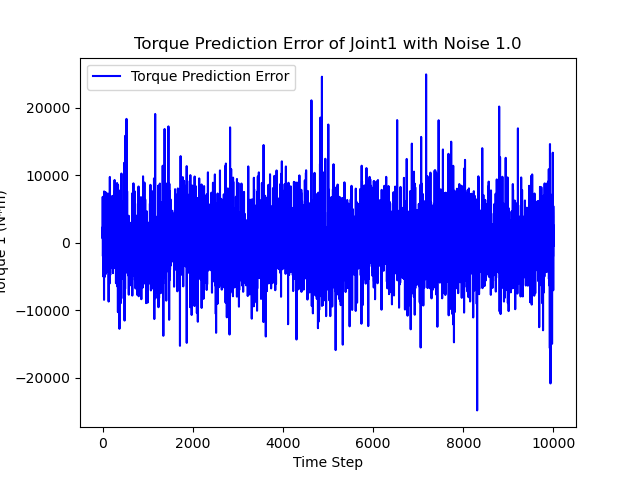 Torque Prediction Error of Joint1 with Noise 1.0
Torque Prediction Error
20000
10000
0
−10000
−20000
1 (N*m)
0 2000 4000 6000 8000 10000
Time Step